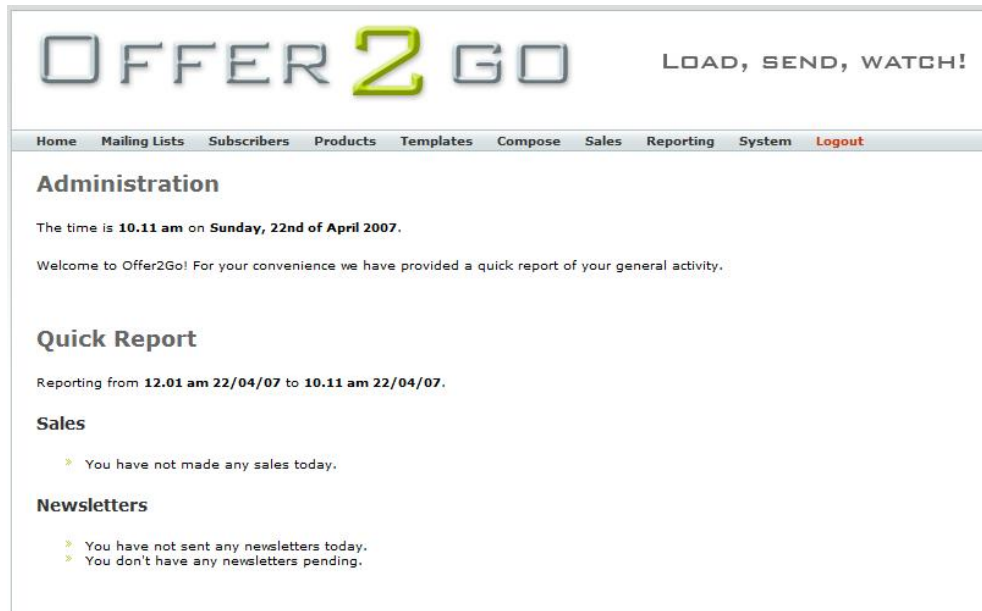 OFFER2GO
LOAD, SEND, WATCH!
Home Mailing Lists Subscribers Products Templates Compose Sales Reporting System Logout
Administration
The time is 10.11 am on Sunday, 22nd of April 2007.
Welcome to Offer2Go! For your convenience we have provided a quick report of your general activity.
Quick Report
Reporting from 12.01 am 22/04/07 to 10.11 am 22/04/07.
Sales
» You have not made any sales today.
Newsletters
» You have not sent any newsletters today.
» You don't have any newsletters pending.